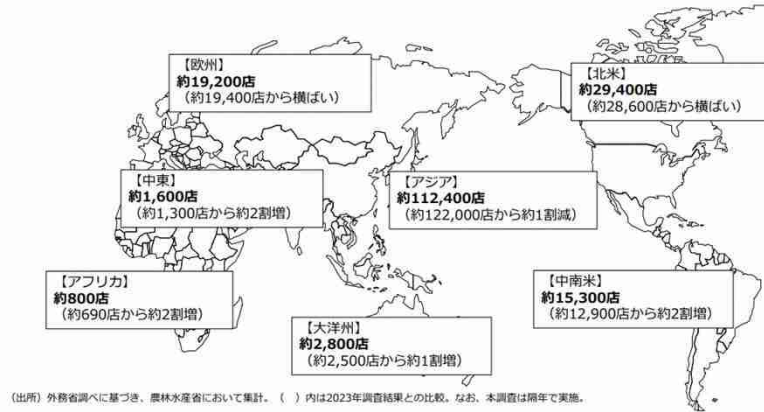 【欧州】
約19,200店
（約19,400店から横ばい）
【北米】
約29,400店
（約28,600店から横ばい）
【中東】
約1,600店
（約1,300店から約2割増）
【アジア】
約112,400店
（約122,000店から約1割減）
【アフリカ】
約800店
（約690店から約2割増）
【大洋州】
約2,800店
（約2,500店から約1割増）
【中南米】
約15,300店
（約12,900店から約2割増）
（出所）外務省調べに基づき、農林水産省において集計。（　）内は2023年調査結果との比較。なお、本調査は隔年で実施。